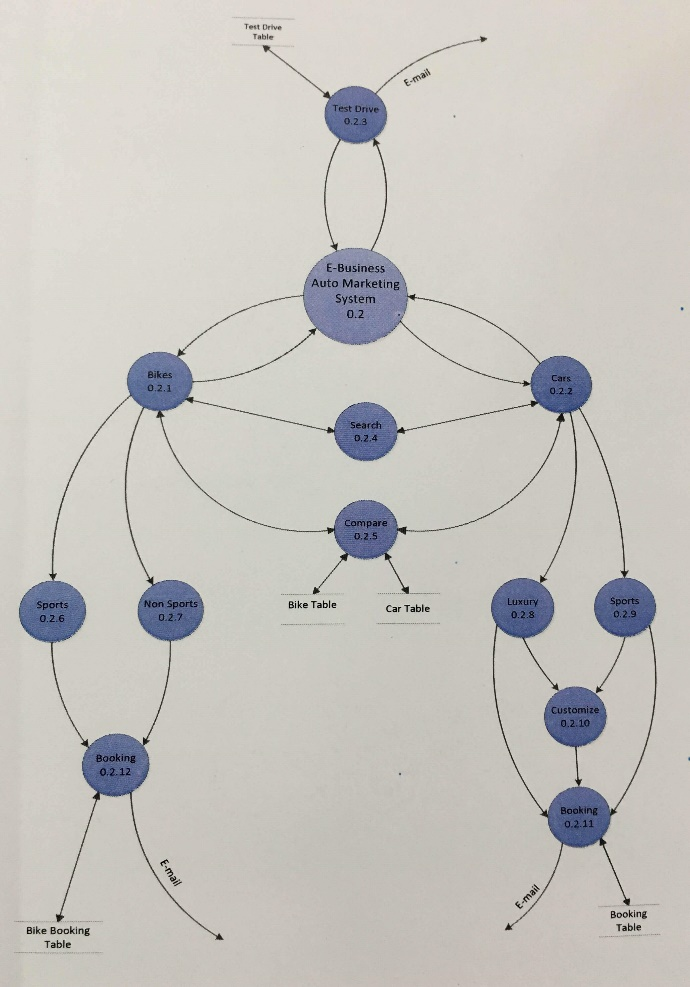 Test Drive
Table
E-mail
Test Drive
0.2.3
E-Business
Auto Marketing
System
0.2
Bikes
0.2.1
Cars
0.2.2
Search
0.2.4
Compare
0.2.5
Bike Table
Car Table
Sports
0.2.6
Non Sports
0.2.7
Luxury
0.2.8
Sports
0.2.9
Customize
0.2.10
Booking
0.2.12
Booking
0.2.11
E-mail
E-mail
Bike Booking
Table
Booking
Table